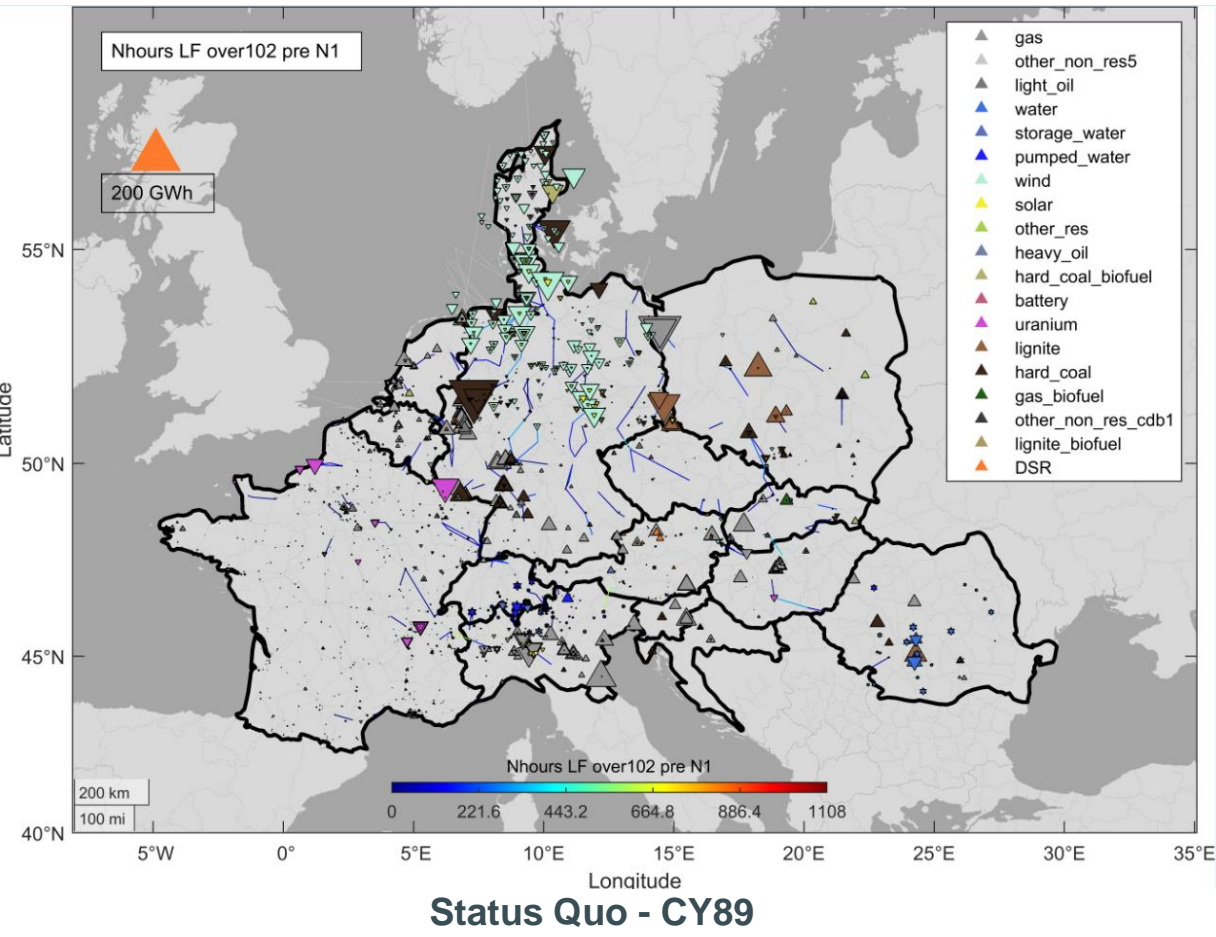 Nhours LF over102 pre N1
200 GWh
gas
other_non_res5
light_oil
water
storage_water
pumped_water
wind
solar
other_res
heavy_oil
hard_coal_biofuel
battery
uranium
lignite
hard_coal
gas_biofuel
other_non_res_cdb1
lignite_biofuel
DSR
55°N
50°N
45°N
40°N
Latitude
Nhours LF over102 pre N1
0 221.6 443.2 664.8 886.4 1108
200 km
100 mi
5°W 0° 5°E 10°E 15°E 20°E 25°E 30°E 35°E
Longitude
Status Quo - CY89